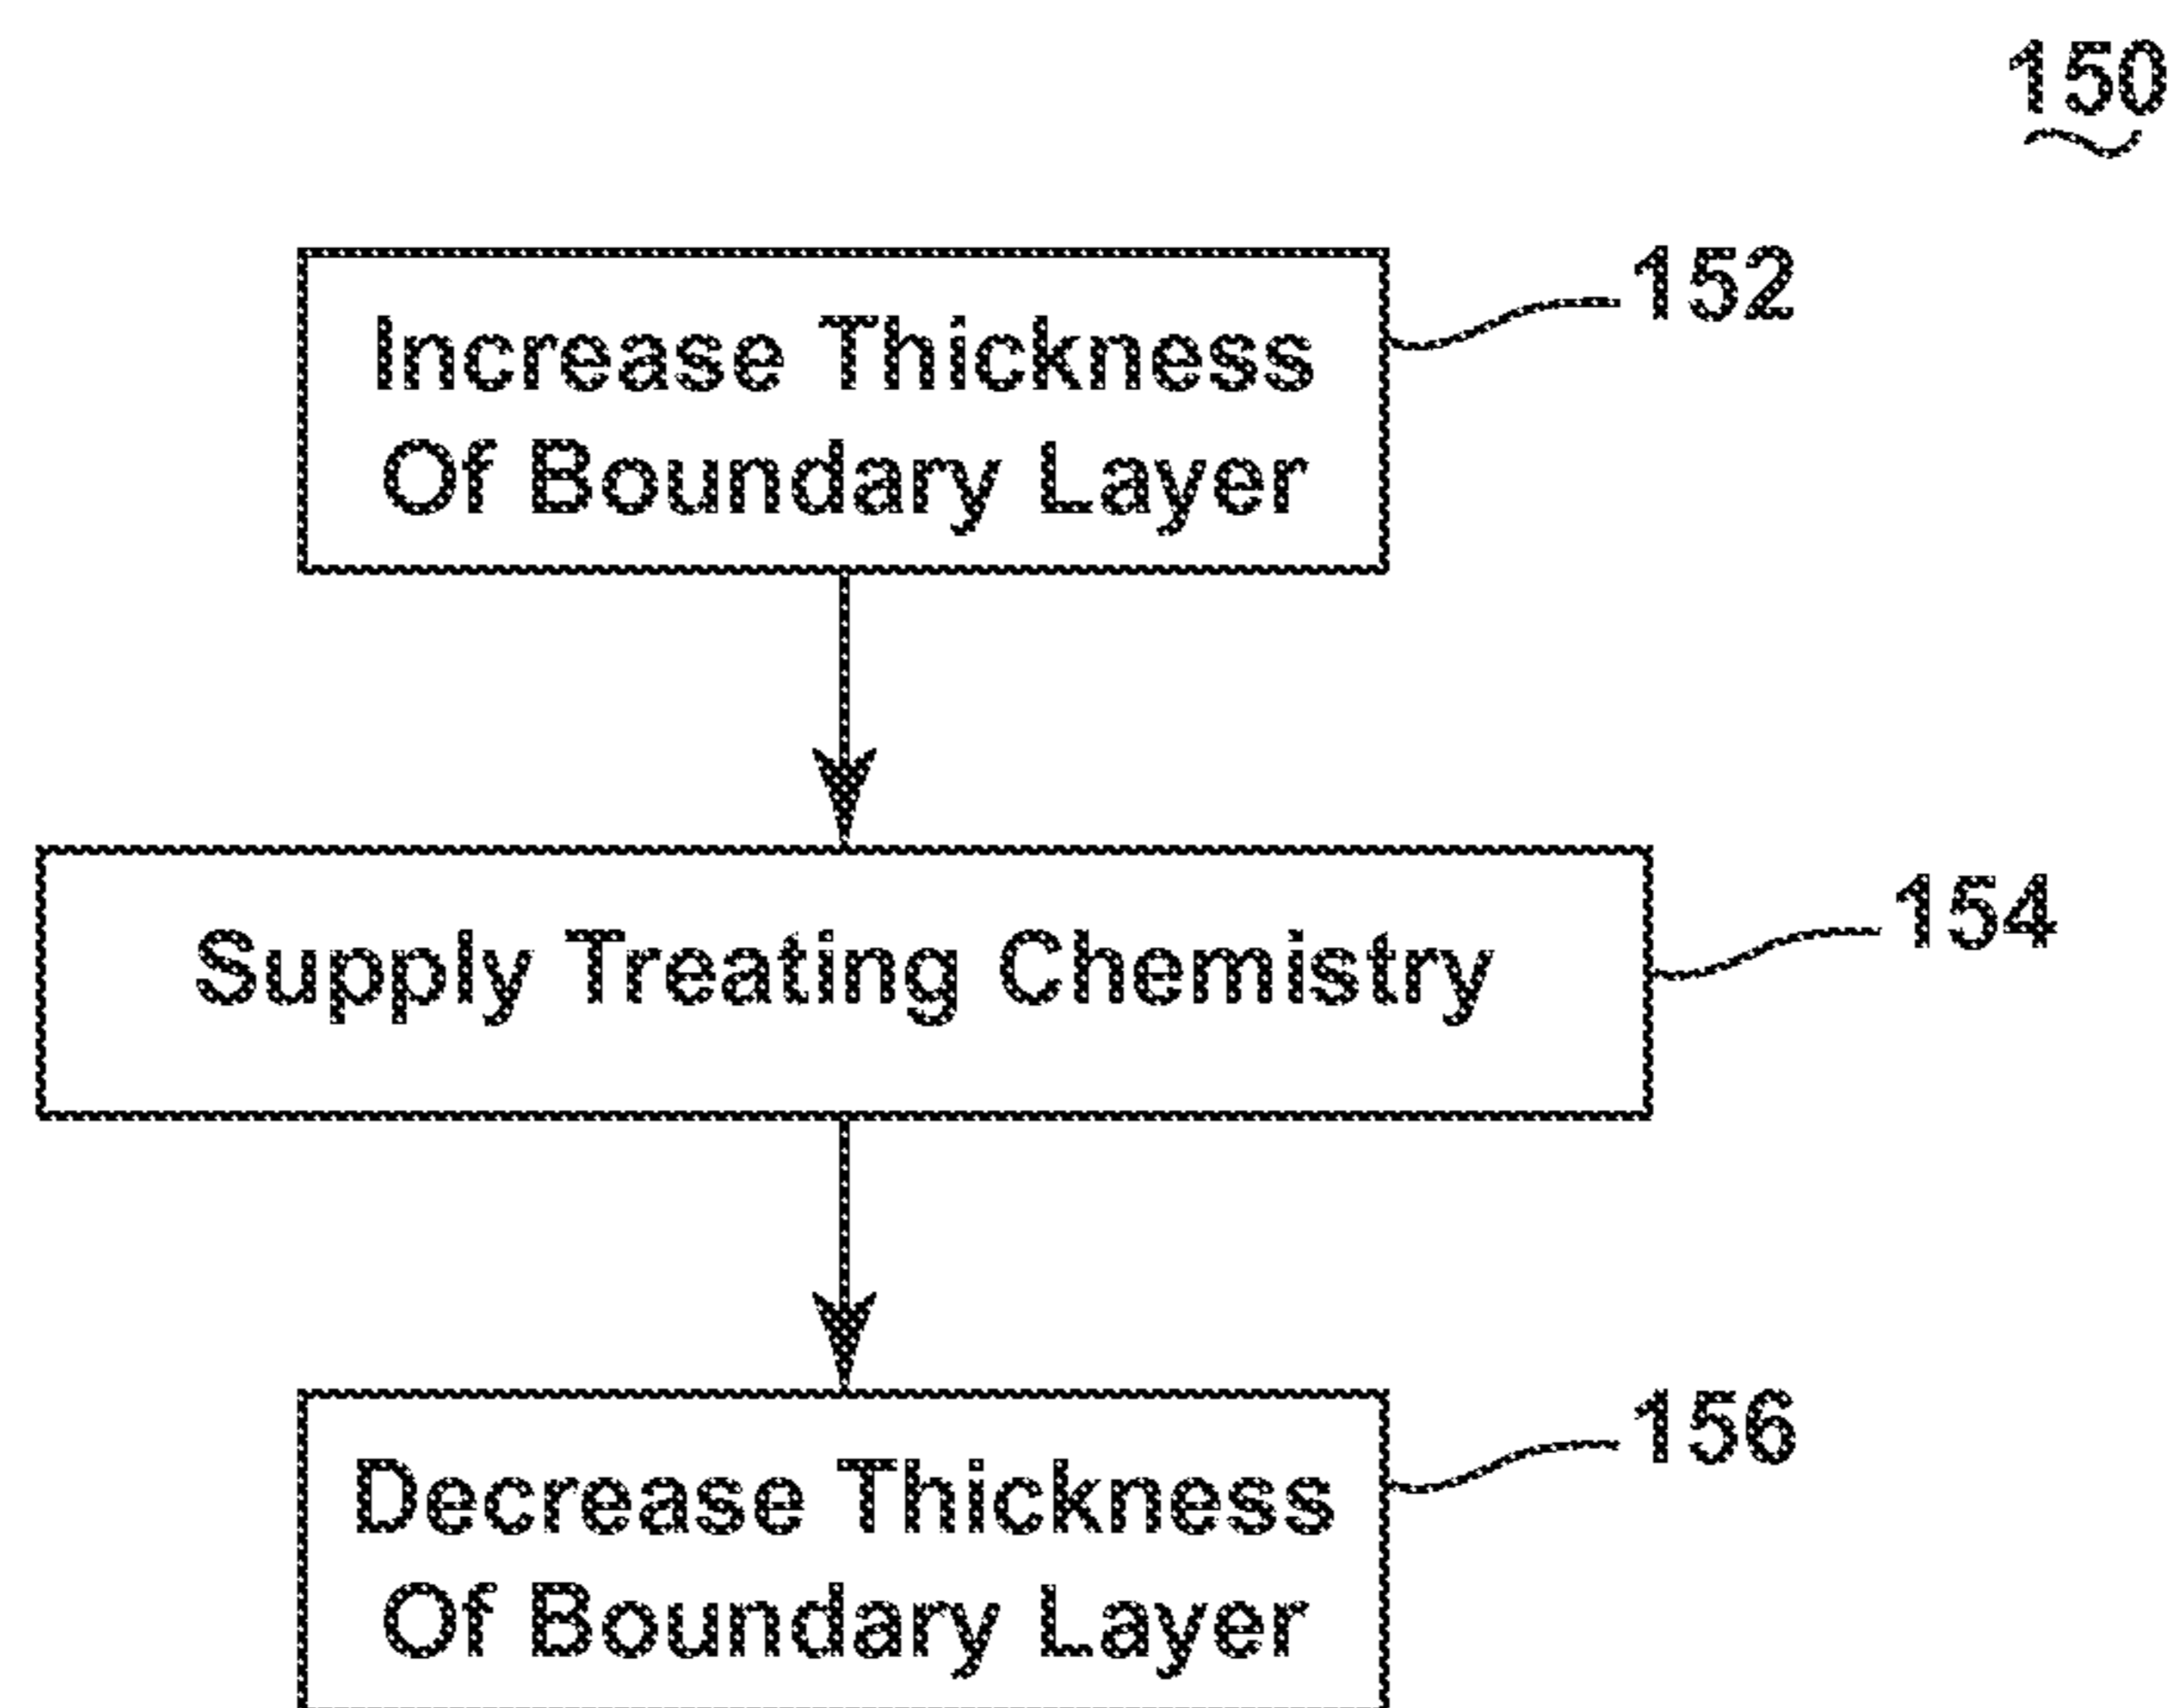 150
152
Increase Thickness
Of Boundary Layer
154
Supply Treating Chemistry
156
Decrease Thickness
Of Boundary Layer